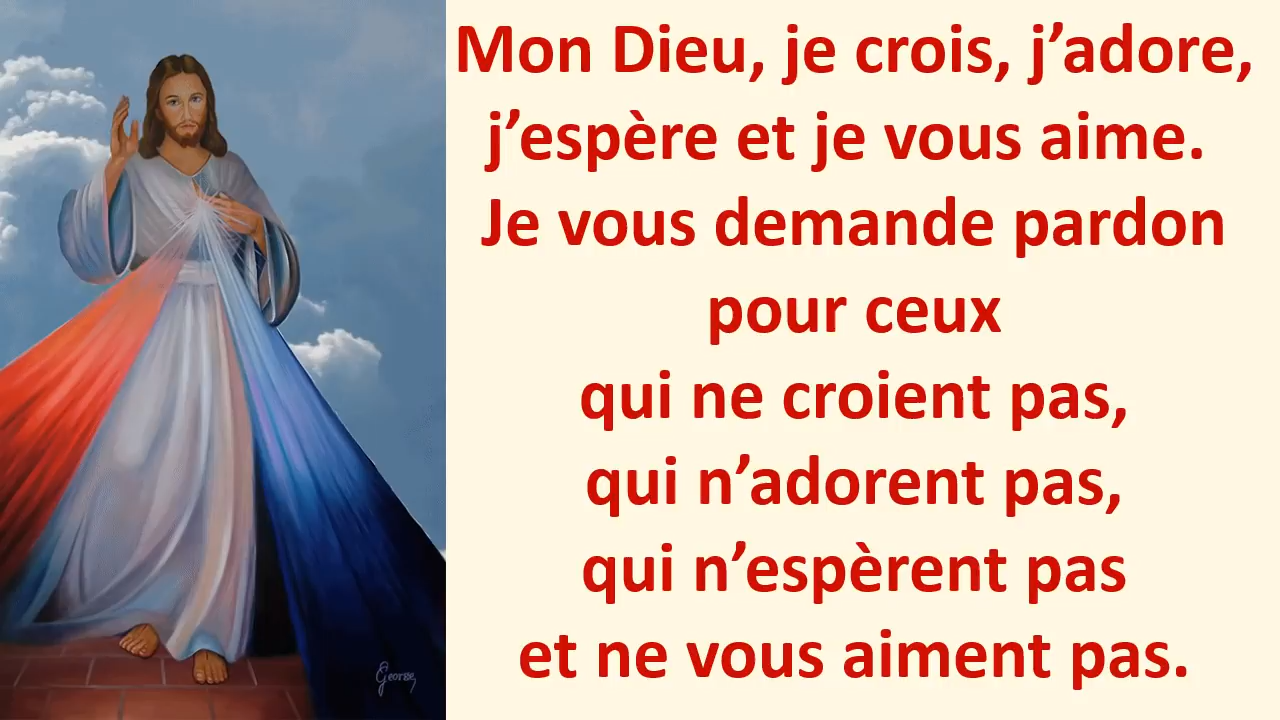 Mon Dieu, je crois, j’adore,
j’espère et je vous aime.
Je vous demande pardon
pour ceux
qui ne croient pas,
qui n’adorent pas,
qui n’espèrent pas
et ne vous aiment pas.
George